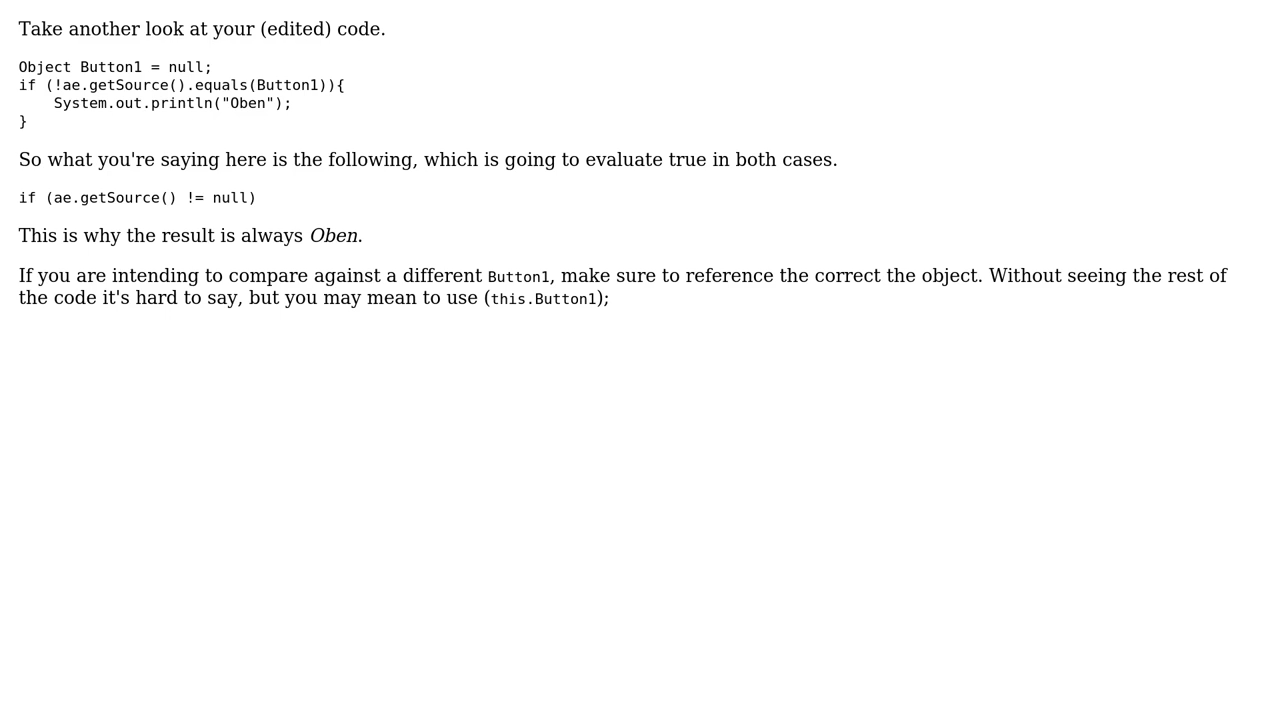 Take another look at your (edited) code.
Object Button1 = null;
if (!ae.getSource().equals(Button1)){
    System.out.println("Oben");
}
So what you're saying here is the following, which is going to evaluate true in both cases.
if (ae.getSource() != null)
This is why the result is always Oben.
If you are intending to compare against a different Button1, make sure to reference the correct the object. Without seeing the rest of
the code it's hard to say, but you may mean to use (this.Button1);